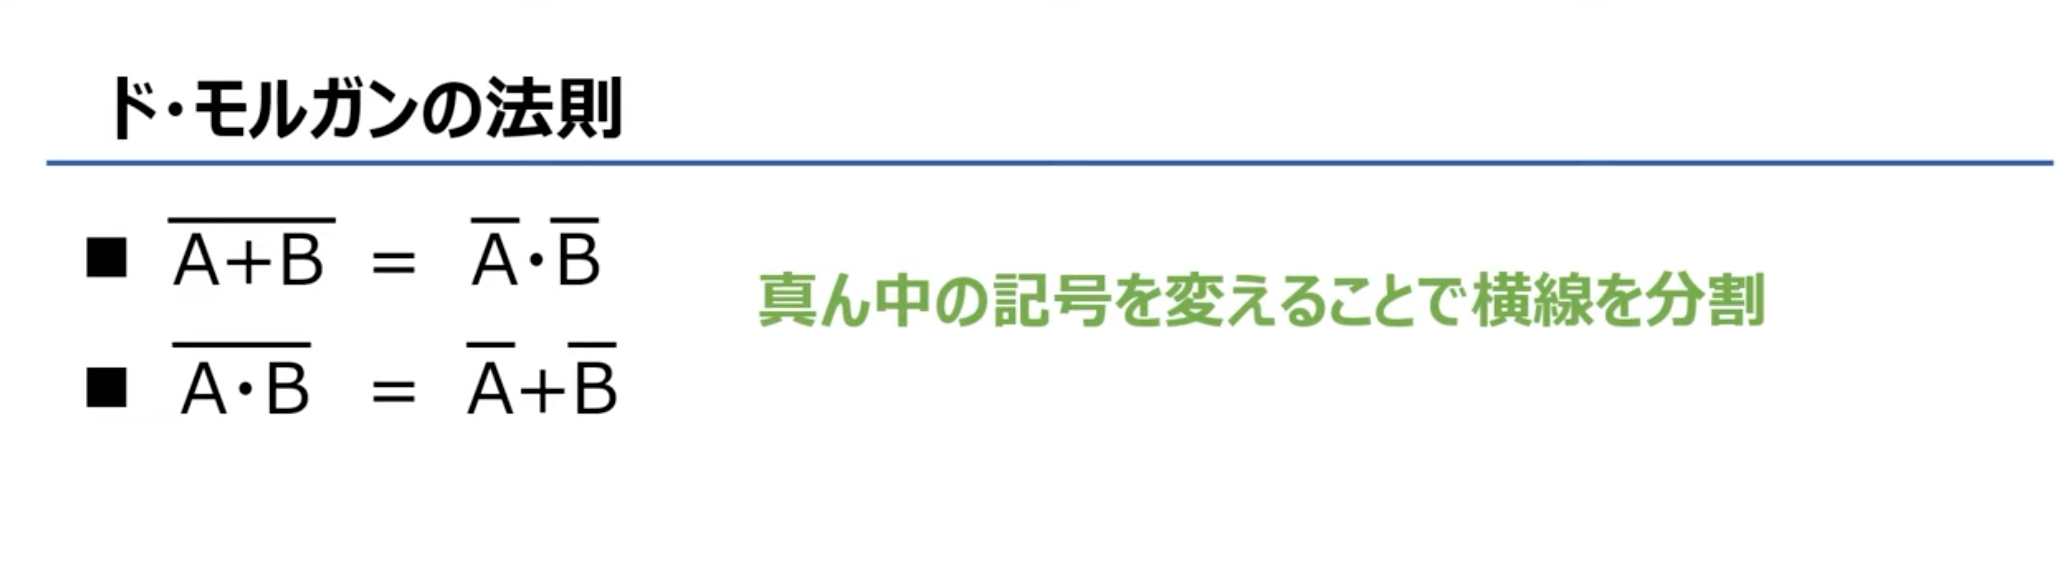 ド・モルガンの法則
■ A̅+̅B̅ = A̅・B̅
真ん中の記号を変えることで横線を分割
■ A̅・̅B̅ = A̅+B̅